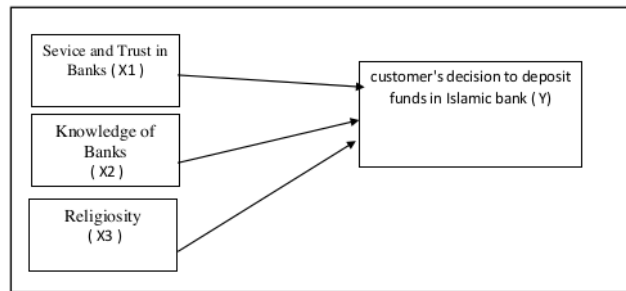 Sevice and Trust in
Banks ( X1 )
Knowledge of
Banks
( X2 )
Religiosity
( X3 )
customer's decision to deposit
funds in Islamic bank ( Y)